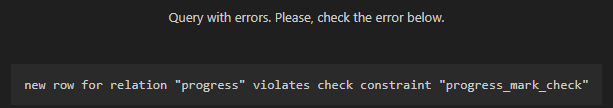 Query with errors. Please, check the error below.
new row for relation "progress" violates check constraint "progress_mark_check"